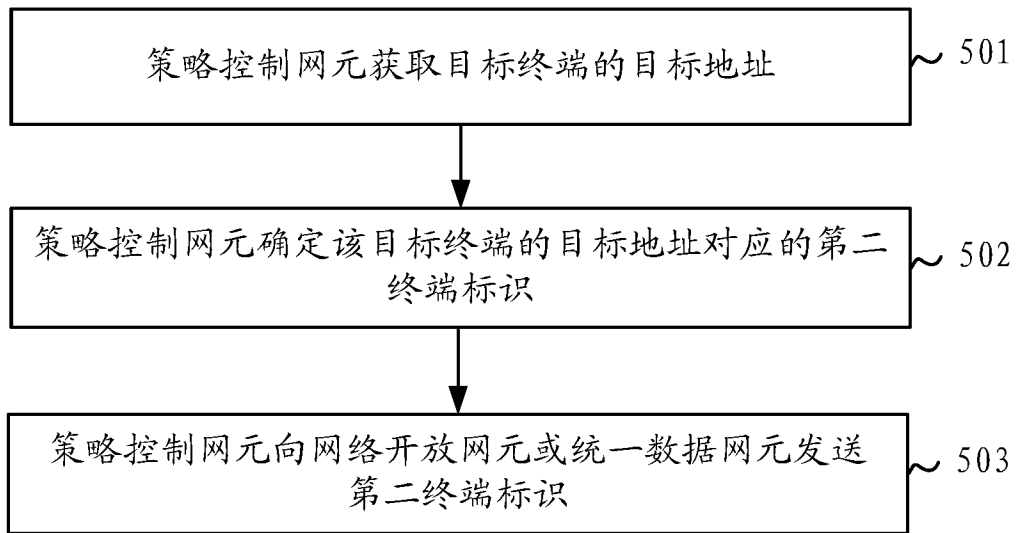 策略控制网元获取目标终端的目标地址
501
策略控制网元确定该目标终端的目标地址对应的第二
终端标识
502
策略控制网元向网络开放网元或统一数据网元发送
第二终端标识
503